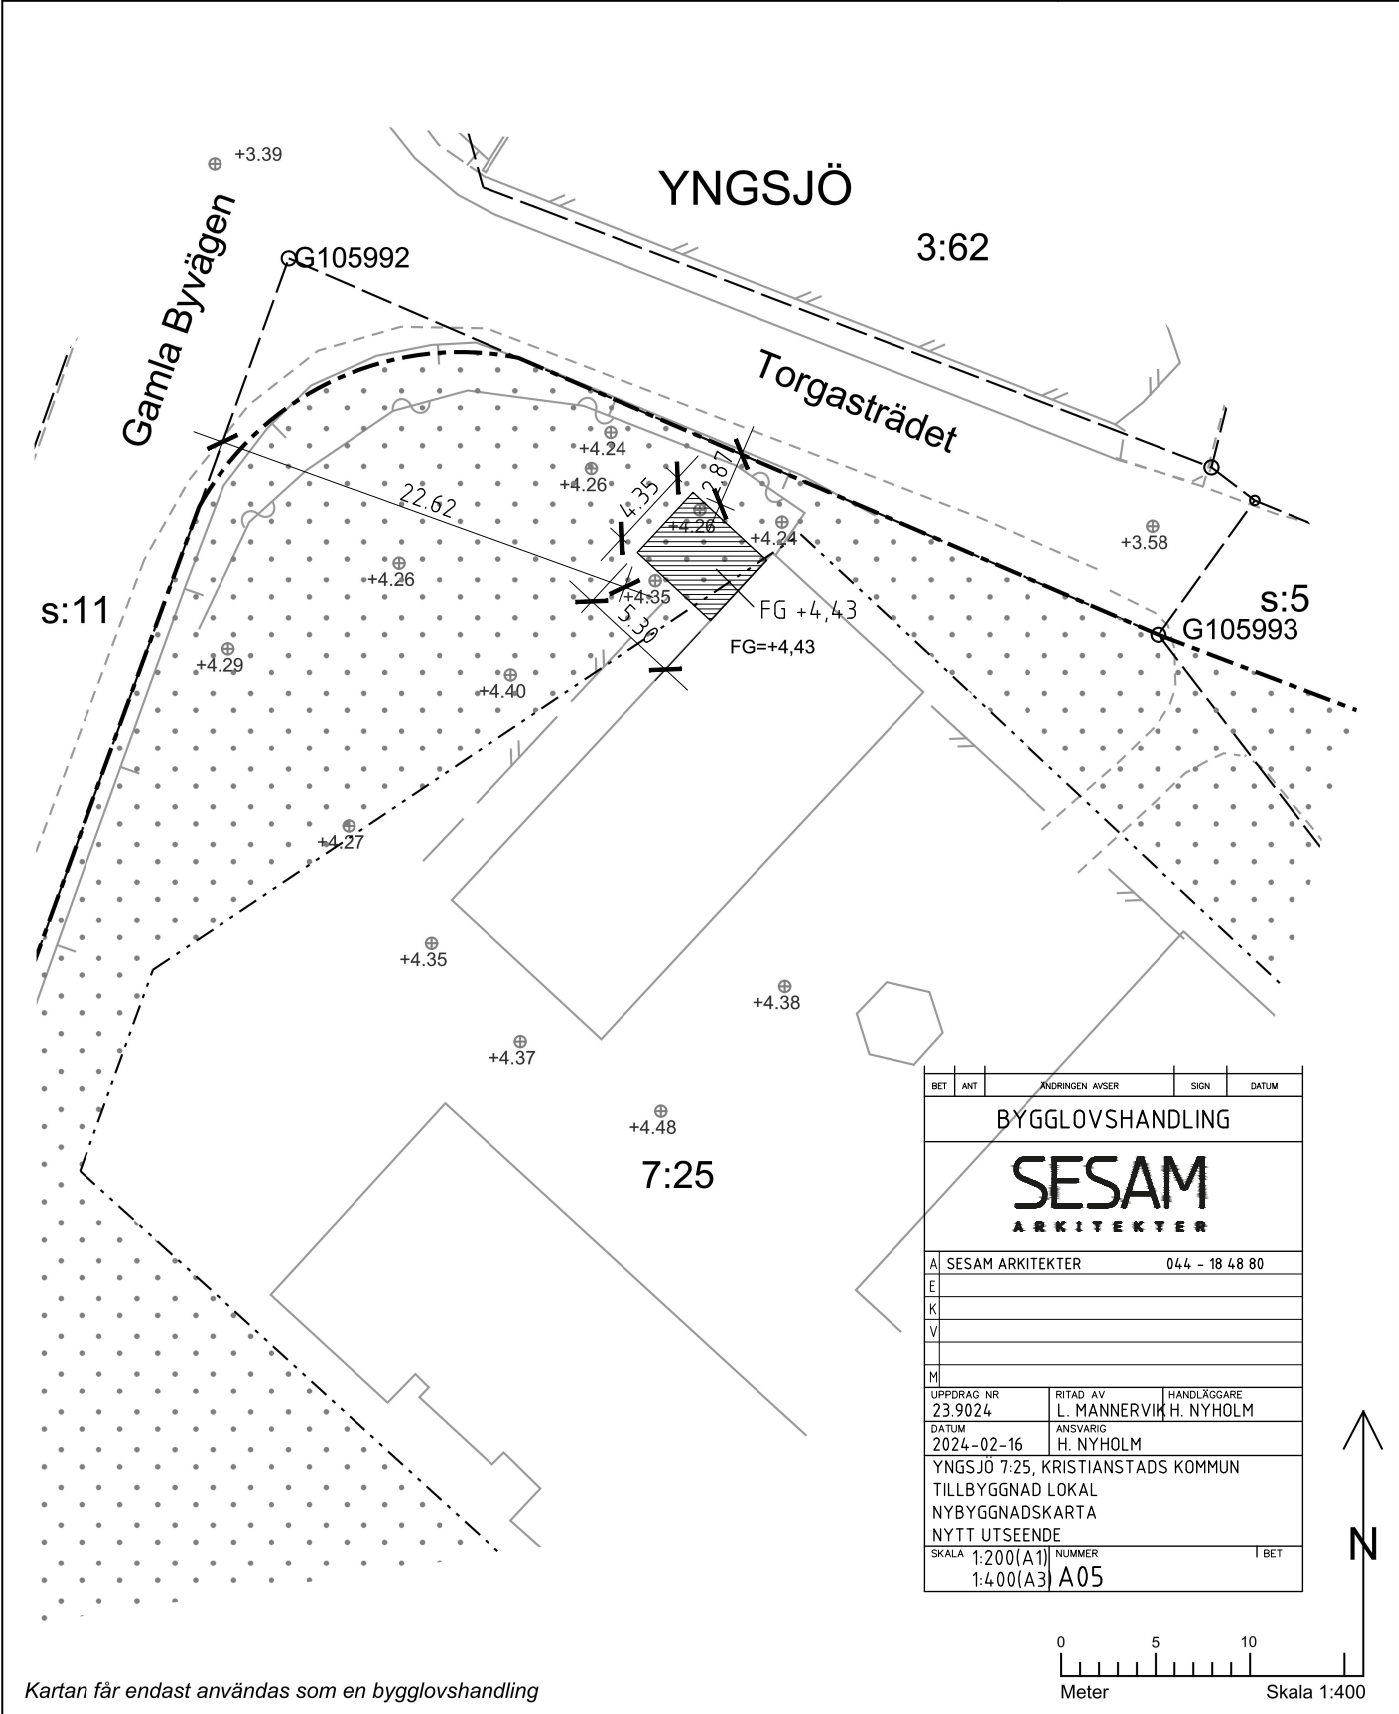 +3.39
YNGSJÖ
3:62
Gamla Byvägen
G105992
Torgasträdet
+4.24
+4.26
22.62
4.35
2.87
+4.26
+4.24
+3.58
+4.26
+4.35
5.30
FG +4,43
FG=+4,43
s:11
s:5
G105993
+4.29
+4.40
+4.27
+4.35
+4.38
+4.37
+4.48
7:25
BET ANT ÄNDRINGEN AVSER SIGN DATUM
BYGGLOVSHANDLING
SESAM
ARKITEKTER
A SESAM ARKITEKTER 044 - 18 48 80
E
K
V
M
UPPDRAG NR RITAD AV HANDLÄGGARE
23.9024 L. MANNERVIK H. NYHOLM
DATUM ANSVARIG
2024-02-16 H. NYHOLM
YNGSJÖ 7:25, KRISTIANSTADS KOMMUN
TILLBYGGNAD LOKAL
NYBYGGNADSKARTA
NYTT UTSEENDE
SKALA 1:200(A1) NUMMER BET
1:400(A3) A05
N
0 5 10
Meter Skala 1:400
Kartan får endast användas som en bygglovshandling